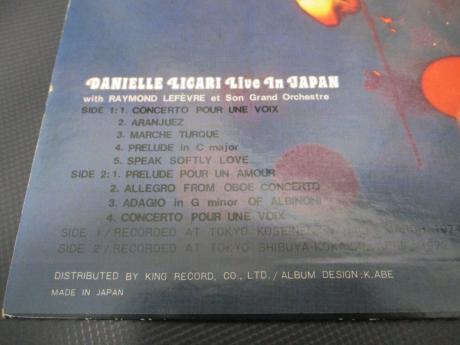 DANIELLE LICARI Live In JAPAN
with RAYMOND LEFÈVRE et Son Grand Orchestre
SIDE 1: 1. CONCERTO POUR UNE VOIX
2. ARANJUEZ
3. MARCHE TURQUE
4. PRELUDE in C major
5. SPEAK SOFTLY LOVE
SIDE 2: 1. PRELUDE POUR UN AMOUR
2. ALLEGRO FROM OBOE CONCERTO
3. ADAGIO in G minor OF ALBINONI
4. CONCERTO POUR UNE VOIX
SIDE 1 / RECORDED AT TOKYO
SIDE 2 / RECORDED AT TOKYO SHIBUYA
DISTRIBUTED BY KING RECORD, CO., LTD. / ALBUM DESIGN: K.ABE
MADE IN JAPAN